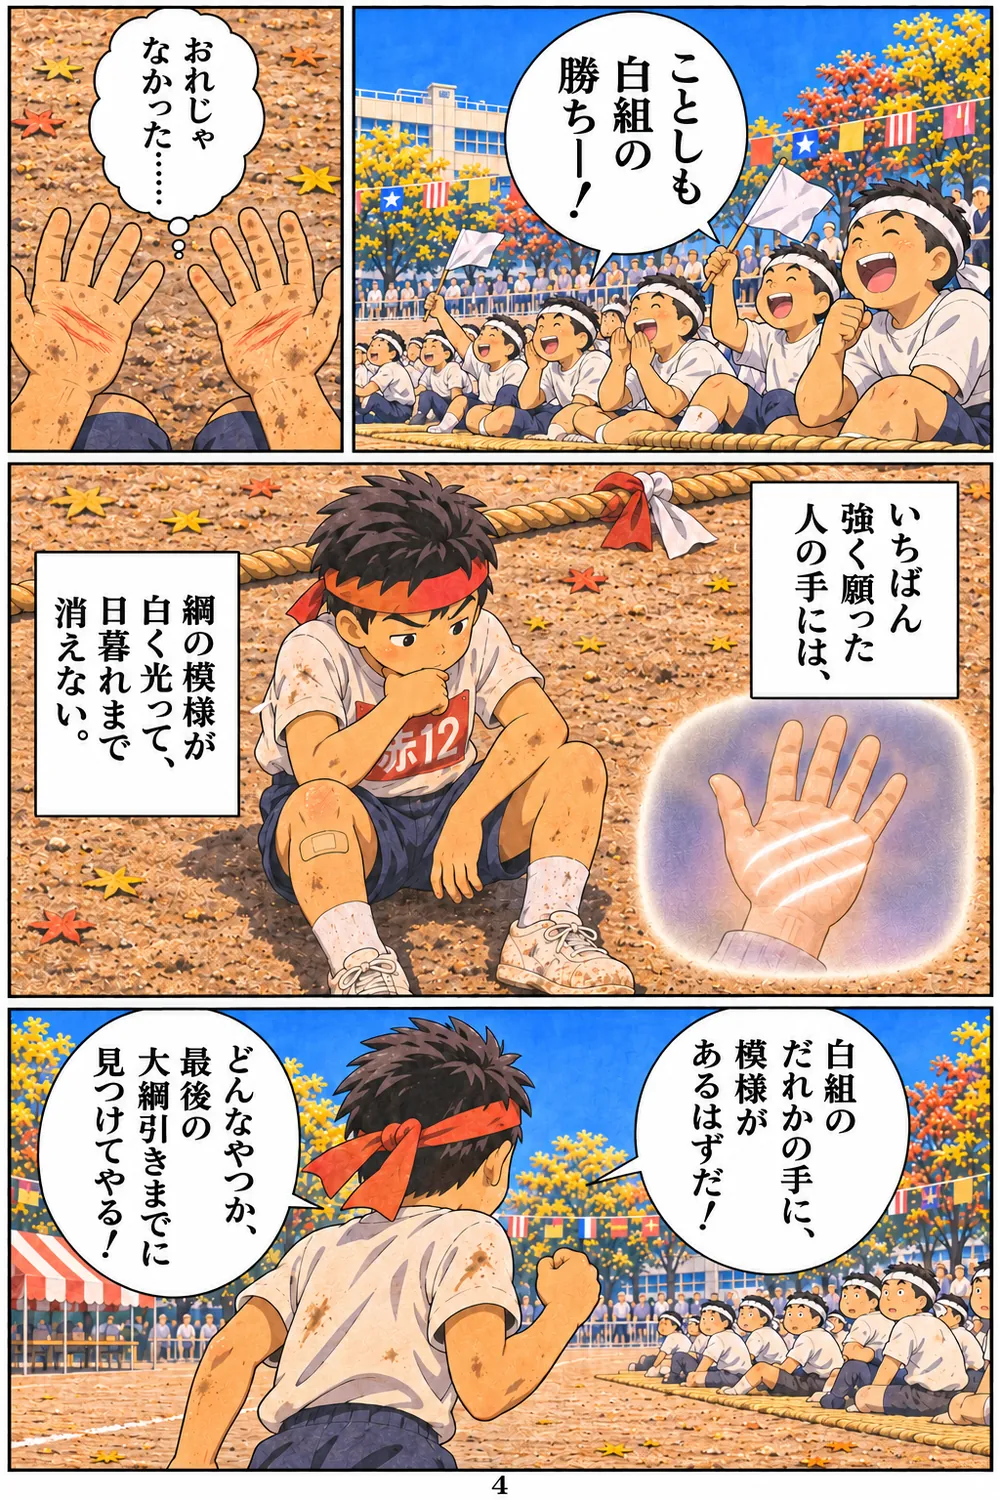 ことしも
白組の
勝ちー！
おれじゃ
なかった……
いちばん
強く願った
人の手には、
綱の模様が
白く光って、
日暮れまで
消えない。
赤12
白組の
だれかの手に、
模様が
あるはずだ！
どんなやつか、
最後の
大綱引きまでに
見つけてやる！
4